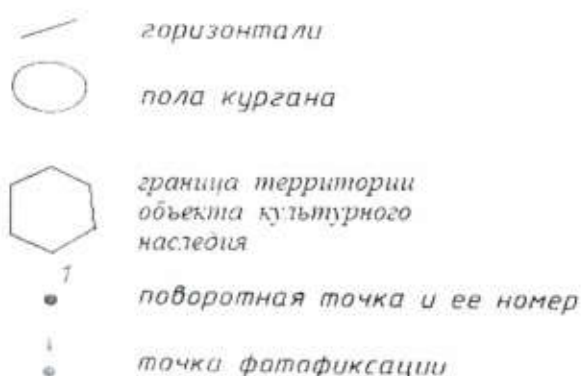 горизонтали
пола кургана
граница территории
объекта культурного
наследия
1
поворотная точка и ее номер
точки фотофиксации